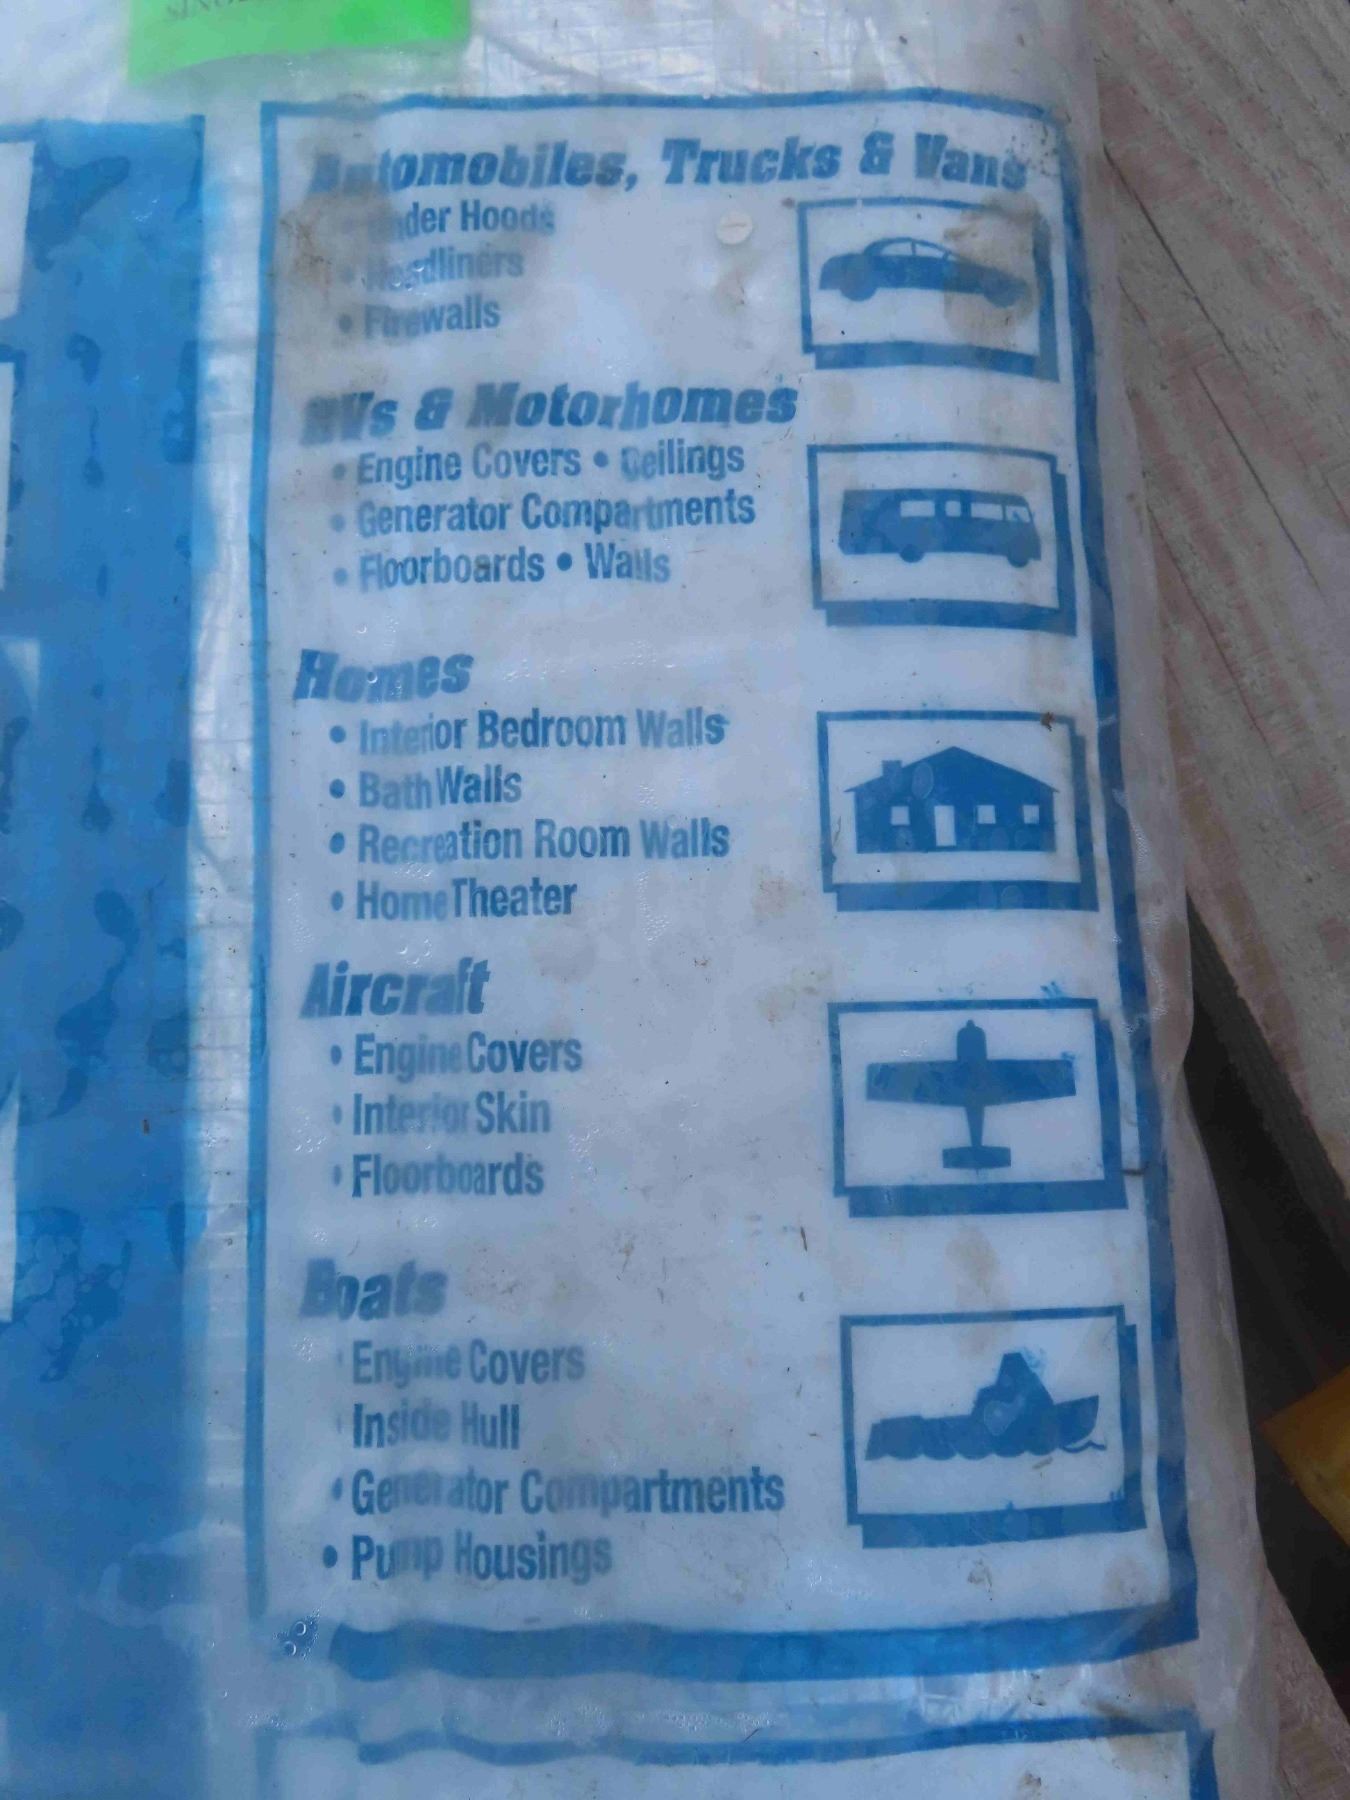 Automobiles, Trucks & Vans
Under Hoods
• Headliners
• Firewalls
RVs & Motorhomes
• Engine Covers • Ceilings
• Generator Compartments
• Floorboards • Walls
Homes
• Interior Bedroom Walls
• Bath Walls
• Recreation Room Walls
• Home Theater
Aircraft
• Engine Covers
• Interior Skin
• Floorboards
Boats
• Engine Covers
• Inside Hull
• Generator Compartments
• Pump Housings